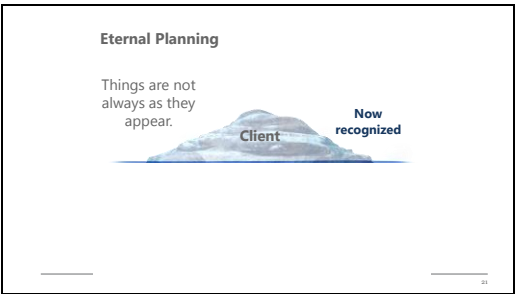 Eternal Planning
Things are not
always as they
appear.
Client
Now
recognized
21